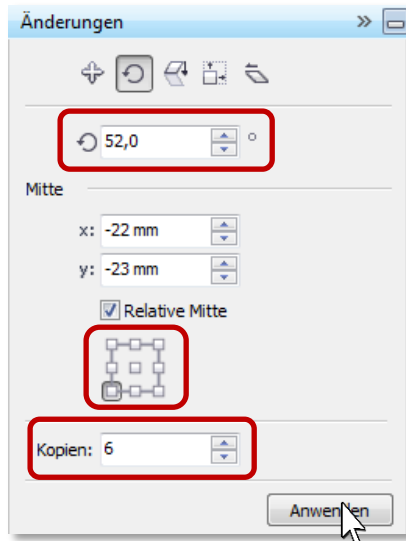 Änderungen »
52,0 °
Mitte
x: -22 mm
y: -23 mm
Relative Mitte
Kopien: 6
Anwenden